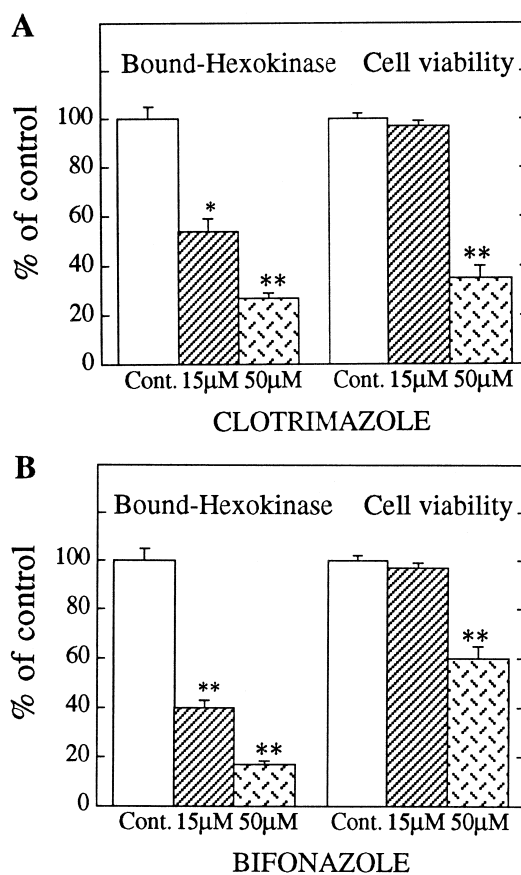 A
Bound-Hexokinase Cell viability
% of control
100
80
60
40
20
0
*
**
**
Cont. 15μM 50μM Cont. 15μM 50μM
CLOTRIMAZOLE
B
Bound-Hexokinase Cell viability
% of control
100
80
60
40
20
0
**
**
**
Cont. 15μM 50μM Cont. 15μM 50μM
BIFONAZOLE